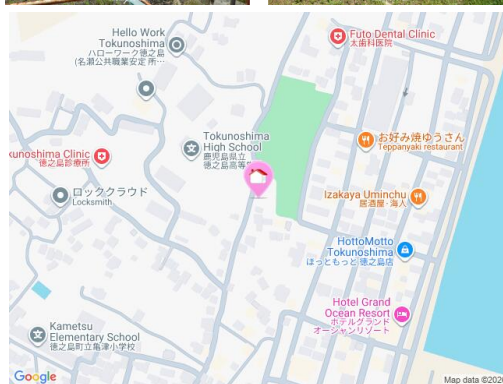 Hello Work
Tokunoshima
ハローワーク徳之島
(名瀬公共職業安定所…
Futo Dental Clinic
太歯科医院
Tokunoshima
High School
鹿児島県立
徳之島高等
お好み焼ゆうさん
Teppanyaki restaurant
kunoshima Clinic
徳之島診療所
ロッククラウド
Locksmith
Izakaya Uminchu
居酒屋·海人
HottoMotto
Tokunoshima
ほっともっと 徳之島店
Hotel Grand
Ocean Resort
ホテルグランド
オーシャンリゾート
Kametsu
Elementary School
徳之島町立亀津小学校
Google
Map data ©202